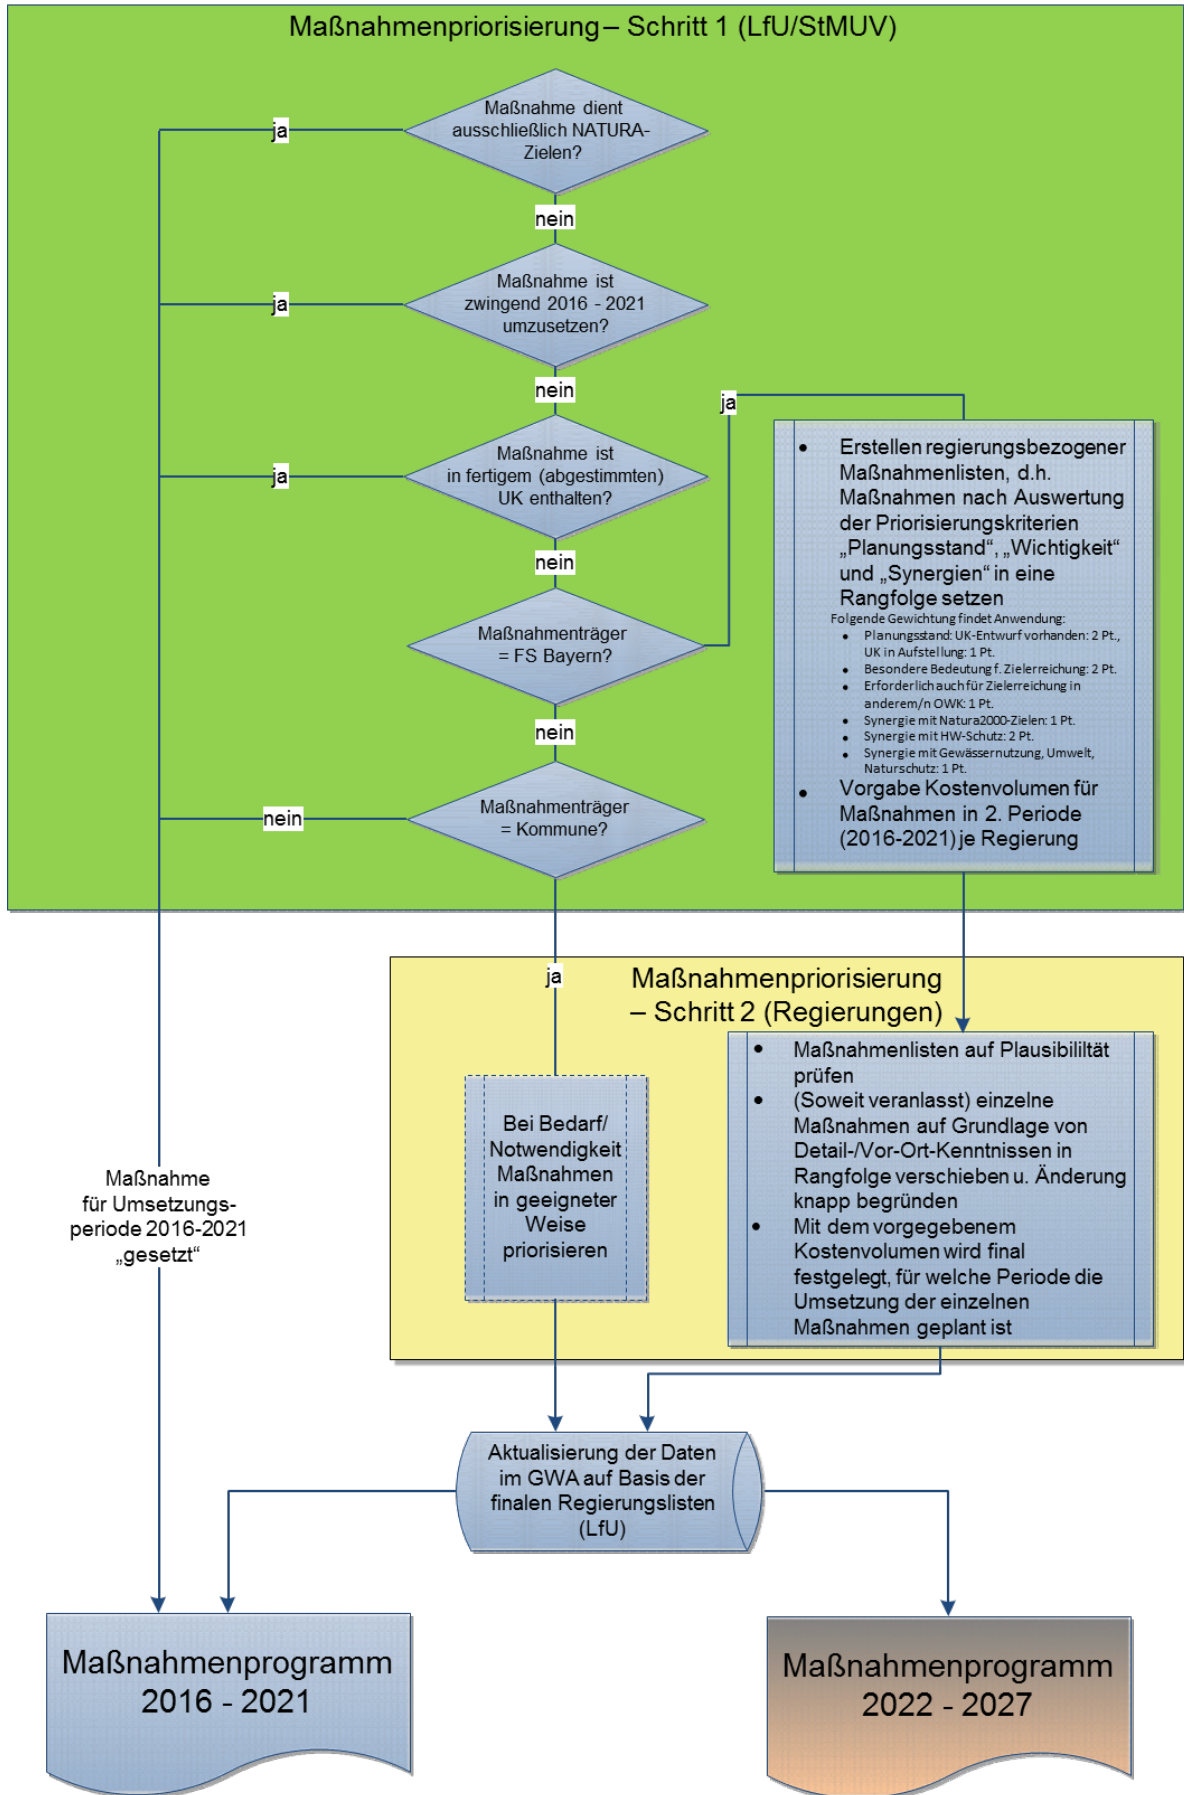 Maßnahmenpriorisierung – Schritt 1 (LfU/StMUV)
Maßnahme dient
ausschließlich NATURA-
Zielen?
ja
nein
Maßnahme ist
zwingend 2016 - 2021
umzusetzen?
ja
nein
Maßnahme ist
in fertigem (abgestimmten)
UK enthalten?
ja
nein
Maßnahmenträger
= FS Bayern?
ja
nein
Maßnahmenträger
= Kommune?
nein
ja
• Erstellen regierungsbezogener
Maßnahmenlisten, d.h.
Maßnahmen nach Auswertung
der Priorisierungskriterien
„Planungsstand“, „Wichtigkeit“
und „Synergien“ in eine
Rangfolge setzen
Folgende Gewichtung findet Anwendung:
• Planungsstand: UK-Entwurf vorhanden: 2 Pt.,
UK in Aufstellung: 1 Pt.
• Besondere Bedeutung f. Zielerreichung: 2 Pt.
• Erforderlich auch für Zielerreichung in
anderem/n OWK: 1 Pt.
• Synergie mit Natura2000-Zielen: 1 Pt.
• Synergie mit HW-Schutz: 2 Pt.
• Synergie mit Gewässernutzung, Umwelt,
Naturschutz: 1 Pt.
• Vorgabe Kostenvolumen für
Maßnahmen in 2. Periode
(2016-2021) je Regierung
Maßnahmenpriorisierung
– Schritt 2 (Regierungen)
Bei Bedarf/
Notwendigkeit
Maßnahmen
in geeigneter
Weise
priorisieren
• Maßnahmenlisten auf Plausibililtät
prüfen
• (Soweit veranlasst) einzelne
Maßnahmen auf Grundlage von
Detail-/Vor-Ort-Kenntnissen in
Rangfolge verschieben u. Änderung
knapp begründen
• Mit dem vorgegebenem
Kostenvolumen wird final
festgelegt, für welche Periode die
Umsetzung der einzelnen
Maßnahmen geplant ist
Maßnahme
für Umsetzungs-
periode 2016-2021
„gesetzt“
Aktualisierung der Daten
im GWA auf Basis der
finalen Regierungslisten
(LfU)
Maßnahmenprogramm
2016 - 2021
Maßnahmenprogramm
2022 - 2027